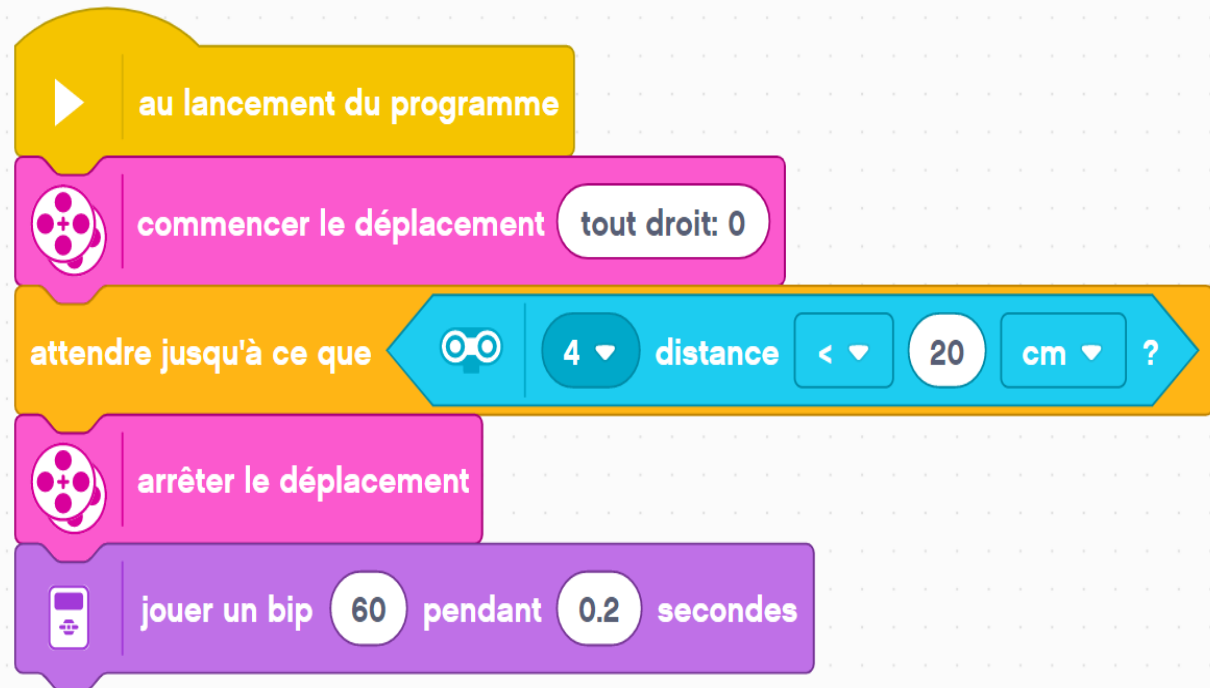 au lancement du programme
commencer le déplacement tout droit: 0
attendre jusqu'à ce que 4 distance < 20 cm ?
arrêter le déplacement
jouer un bip 60 pendant 0.2 secondes